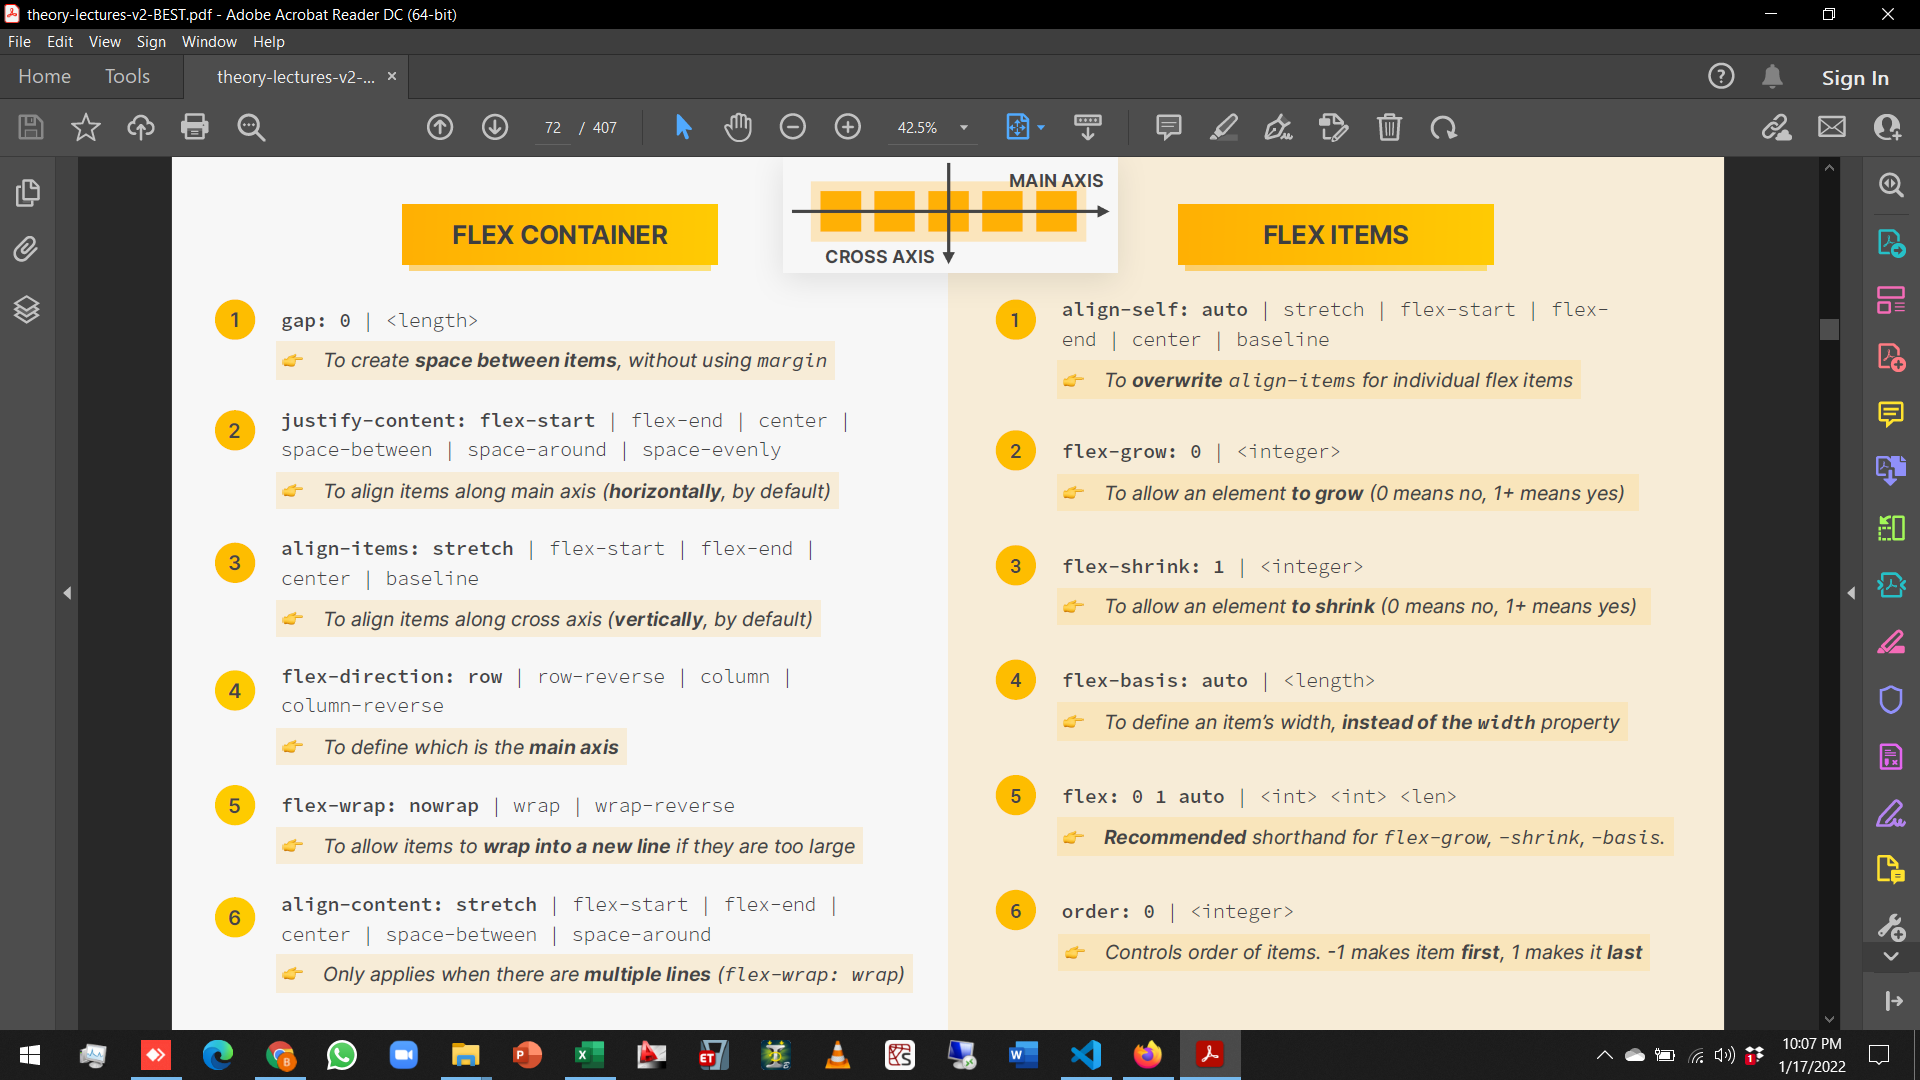 theory-lectures-v2-BEST.pdf - Adobe Acrobat Reader DC (64-bit)
File Edit View Sign Window Help
Home Tools theory-lectures-v2-... × Sign In
72 / 407 42.5%
MAIN AXIS
CROSS AXIS
FLEX CONTAINER
1 gap: 0 | <length>
👉 To create space between items, without using margin
2 justify-content: flex-start | flex-end | center |
space-between | space-around | space-evenly
👉 To align items along main axis (horizontally, by default)
3 align-items: stretch | flex-start | flex-end |
center | baseline
👉 To align items along cross axis (vertically, by default)
4 flex-direction: row | row-reverse | column |
column-reverse
👉 To define which is the main axis
5 flex-wrap: nowrap | wrap | wrap-reverse
👉 To allow items to wrap into a new line if they are too large
6 align-content: stretch | flex-start | flex-end |
center | space-between | space-around
👉 Only applies when there are multiple lines (flex-wrap: wrap)
FLEX ITEMS
1 align-self: auto | stretch | flex-start | flex-
end | center | baseline
👉 To overwrite align-items for individual flex items
2 flex-grow: 0 | <integer>
👉 To allow an element to grow (0 means no, 1+ means yes)
3 flex-shrink: 1 | <integer>
👉 To allow an element to shrink (0 means no, 1+ means yes)
4 flex-basis: auto | <length>
👉 To define an item’s width, instead of the width property
5 flex: 0 1 auto | <int> <int> <len>
👉 Recommended shorthand for flex-grow, -shrink, -basis.
6 order: 0 | <integer>
👉 Controls order of items. -1 makes item first, 1 makes it last
10:07 PM
1/17/2022